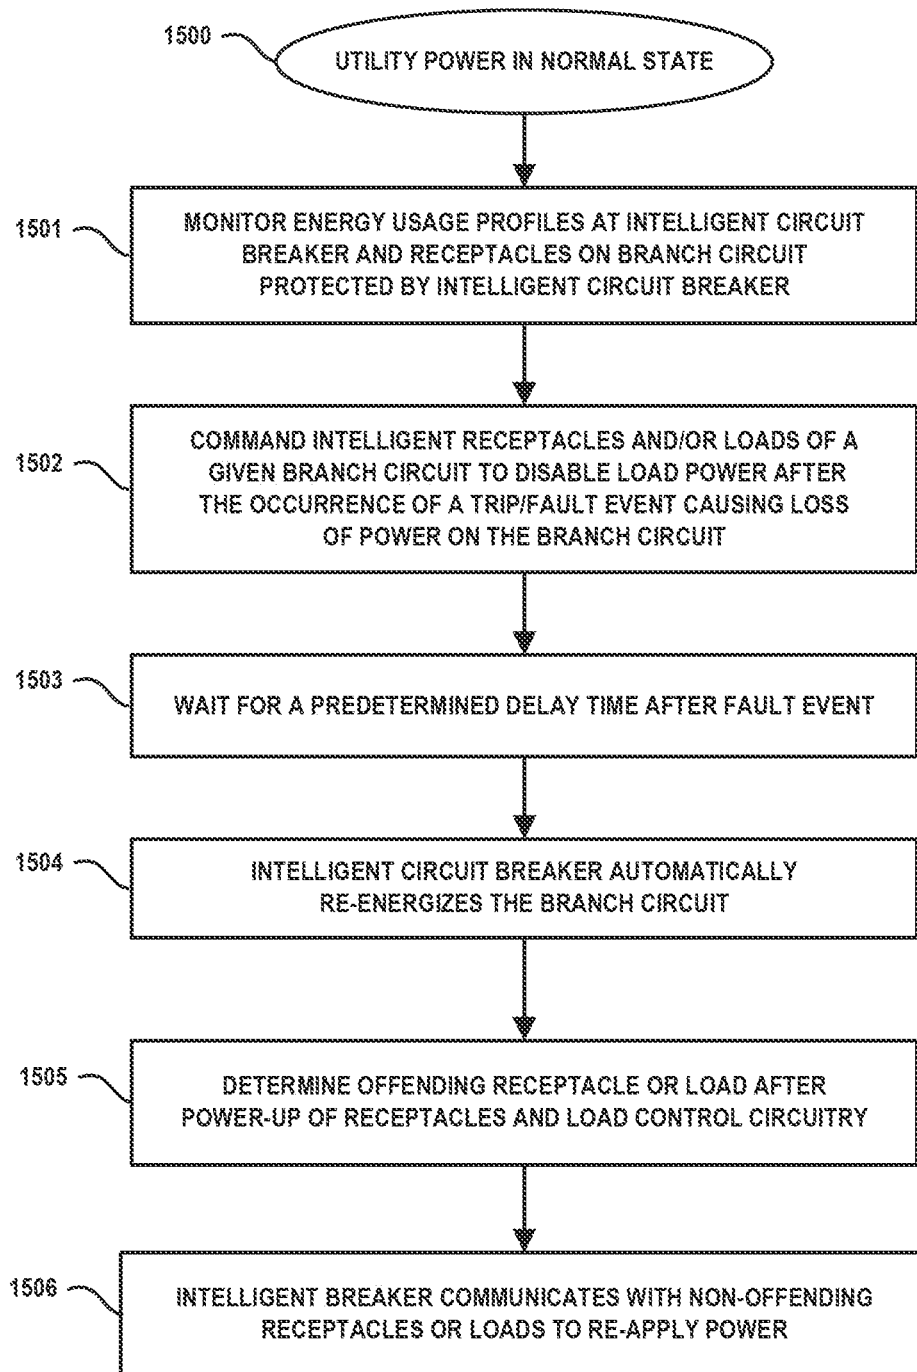 1500
UTILITY POWER IN NORMAL STATE
1501
MONITOR ENERGY USAGE PROFILES AT INTELLIGENT CIRCUIT
BREAKER AND RECEPTACLES ON BRANCH CIRCUIT
PROTECTED BY INTELLIGENT CIRCUIT BREAKER
1502
COMMAND INTELLIGENT RECEPTACLES AND/OR LOADS OF A
GIVEN BRANCH CIRCUIT TO DISABLE LOAD POWER AFTER
THE OCCURRENCE OF A TRIP/FAULT EVENT CAUSING LOSS
OF POWER ON THE BRANCH CIRCUIT
1503
WAIT FOR A PREDETERMINED DELAY TIME AFTER FAULT EVENT
1504
INTELLIGENT CIRCUIT BREAKER AUTOMATICALLY
RE-ENERGIZES THE BRANCH CIRCUIT
1505
DETERMINE OFFENDING RECEPTACLE OR LOAD AFTER
POWER-UP OF RECEPTACLES AND LOAD CONTROL CIRCUITRY
1506
INTELLIGENT BREAKER COMMUNICATES WITH NON-OFFENDING
RECEPTACLES OR LOADS TO RE-APPLY POWER